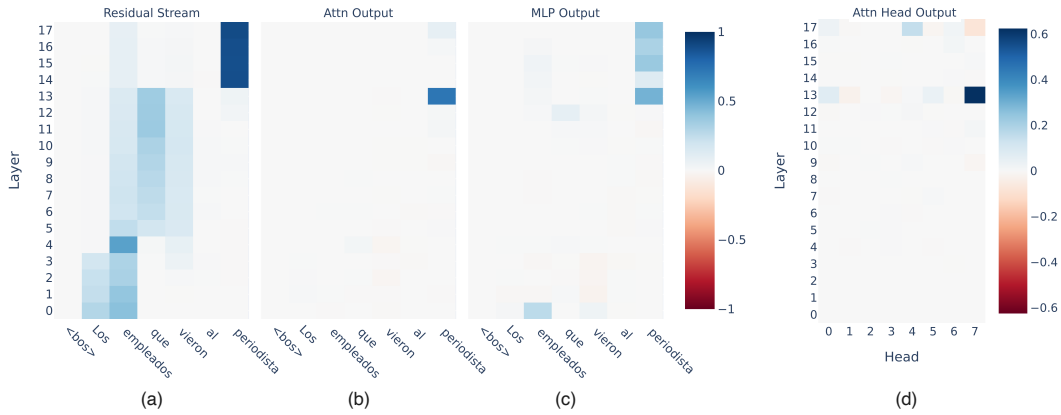 Residual Stream
Attn Output
MLP Output
Attn Head Output
Layer
17
16
15
14
13
12
11
10
9
8
7
6
5
4
3
2
1
0
<bos>
Los
empleados
que
vieron
al
periodista
<bos>
Los
empleados
que
vieron
al
periodista
<bos>
Los
empleados
que
vieron
al
periodista
1
0.5
0
−0.5
−1
Layer
17
16
15
14
13
12
11
10
9
8
7
6
5
4
3
2
1
0
0 1 2 3 4 5 6 7
Head
0.6
0.4
0.2
0
−0.2
−0.4
−0.6
(a)
(b)
(c)
(d)